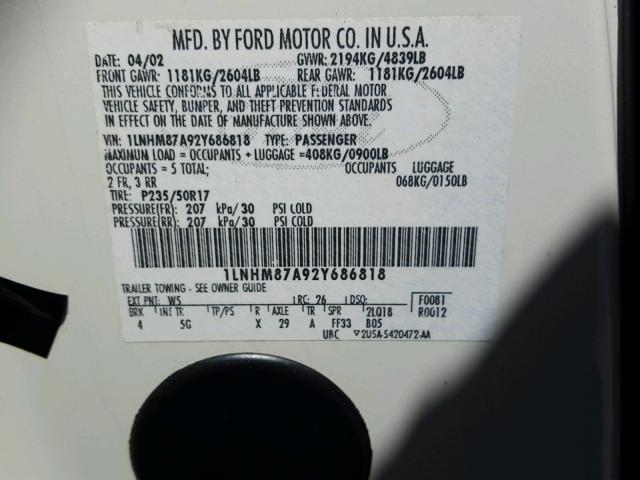 MFD. BY FORD MOTOR CO. IN U.S.A.
DATE: 04/02 GVWR: 2194KG/4839LB
FRONT GAWR: 1181KG/2604LB REAR GAWR: 1181KG/2604LB
THIS VEHICLE CONFORMS TO ALL APPLICABLE FEDERAL MOTOR
VEHICLE SAFETY, BUMPER, AND THEFT PREVENTION STANDARDS
IN EFFECT ON THE DATE OF MANUFACTURE SHOWN ABOVE.
VIN: 1LNHM87A92Y686818 TYPE: PASSENGER
MAXIMUM LOAD = OCCUPANTS + LUGGAGE = 408KG/0900LB
OCCUPANTS = 5 TOTAL; OCCUPANTS LUGGAGE
2 FR, 3 RR 068KG/0150LB
TIRE: P235/50R17
PRESSURE(FR): 207 kPa/30 PSI COLD
PRESSURE(RR): 207 kPa/30 PSI COLD
1LNHM87A92Y686818
TRAILER TOWING - SEE OWNER GUIDE
EXT PNT: W5 RC: 26 DSO: F0081
BRK INT TR TP/PS R AXLE TR SPR 2LQ18 R0012
4 5G X 29 A FF33 B05
UBC ▽2U5A-5420472-AA